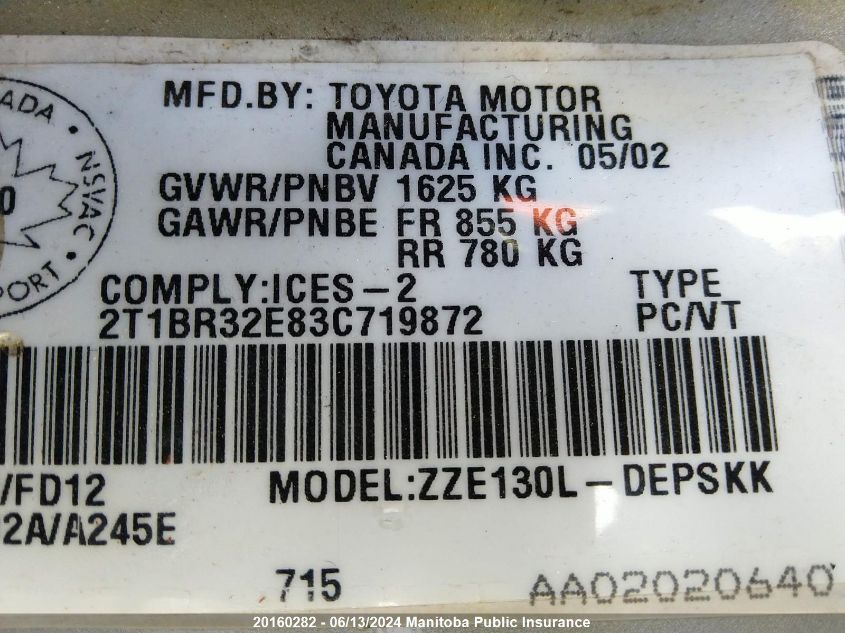 MFD.BY: TOYOTA MOTOR
MANUFACTURING
CANADA INC. 05/02
GVWR/PNBV 1625 KG
GAWR/PNBE FR 855 KG
RR 780 KG
NSVAC
COMPLY:ICES-2 TYPE
2T1BR32E83C719872 PC/VT
/FD12 MODEL:ZZE130L-DEPSKK
2A/A245E
715 AA02020640
20160282 - 06/13/2024 Manitoba Public Insurance